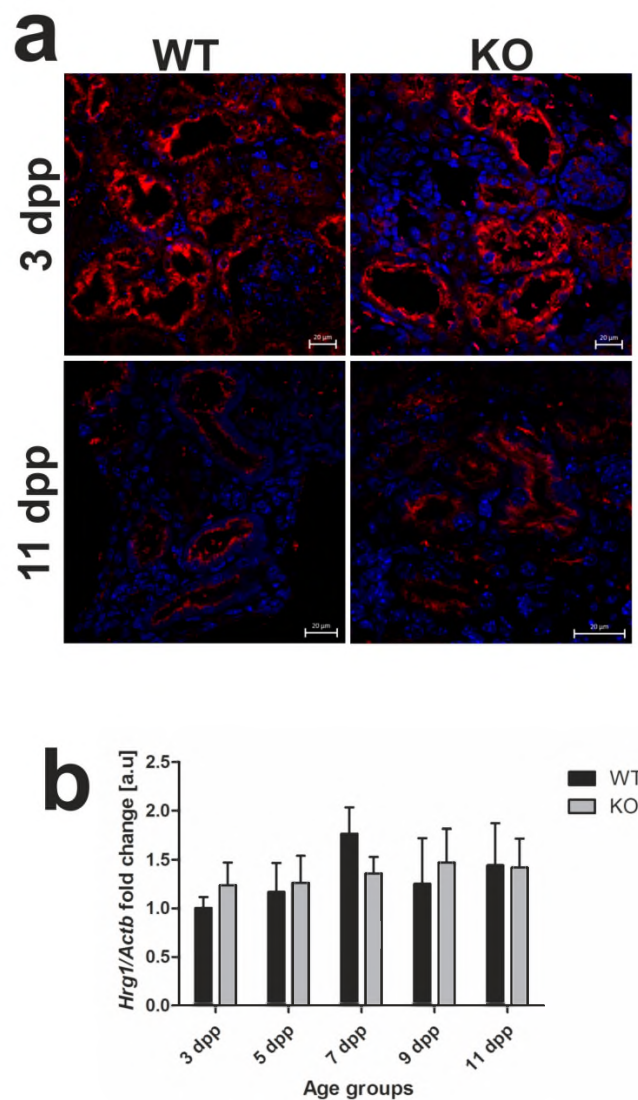 a
WT KO
3 dpp
20 µm
20 µm
11 dpp
20 µm
20 µm
b
Hrg1/Actb fold change [a.u]
2.5
2.0
1.5
1.0
0.5
0.0
WT
KO
3 dpp 5 dpp 7 dpp 9 dpp 11 dpp
Age groups